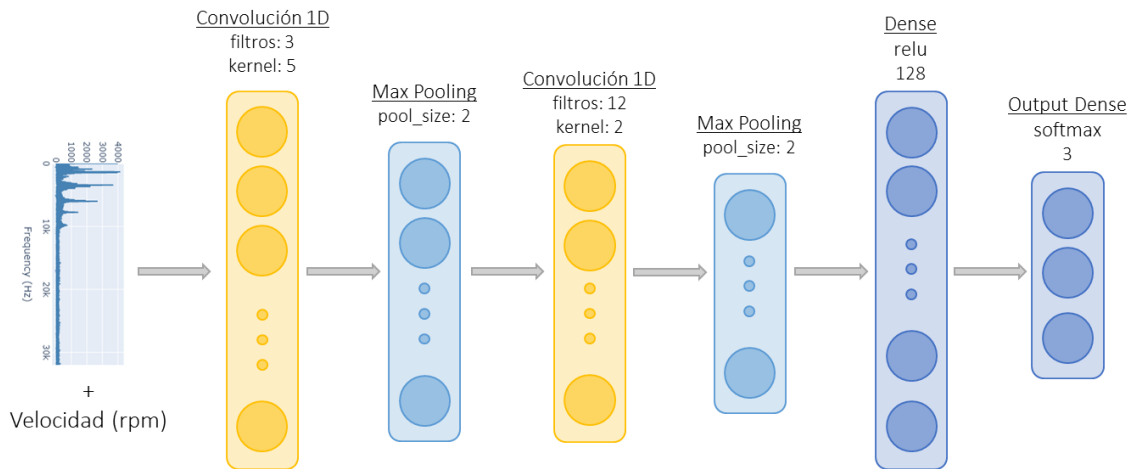 Convolución 1D
filtros: 3
kernel: 5
Max Pooling
pool_size: 2
Convolución 1D
filtros: 12
kernel: 2
Max Pooling
pool_size: 2
Dense
relu
128
Output Dense
softmax
3
0
1000
2000
3000
4000
0
10k
20k
30k
Frequency (Hz)
+
Velocidad (rpm)